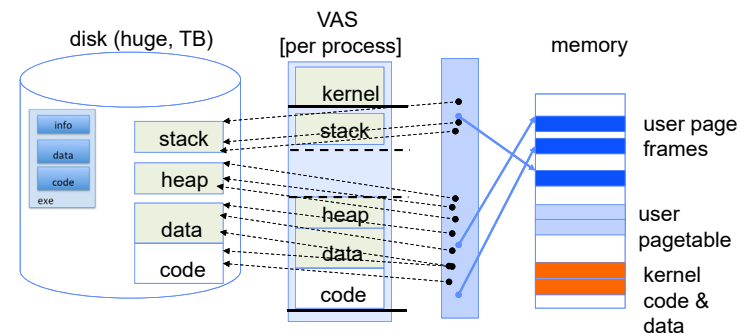 disk (huge, TB)
info
data
code
exe
stack
heap
data
code
VAS
[per process]
kernel
stack
heap
data
code
memory
user page
frames
user
pagetable
kernel
code &
data